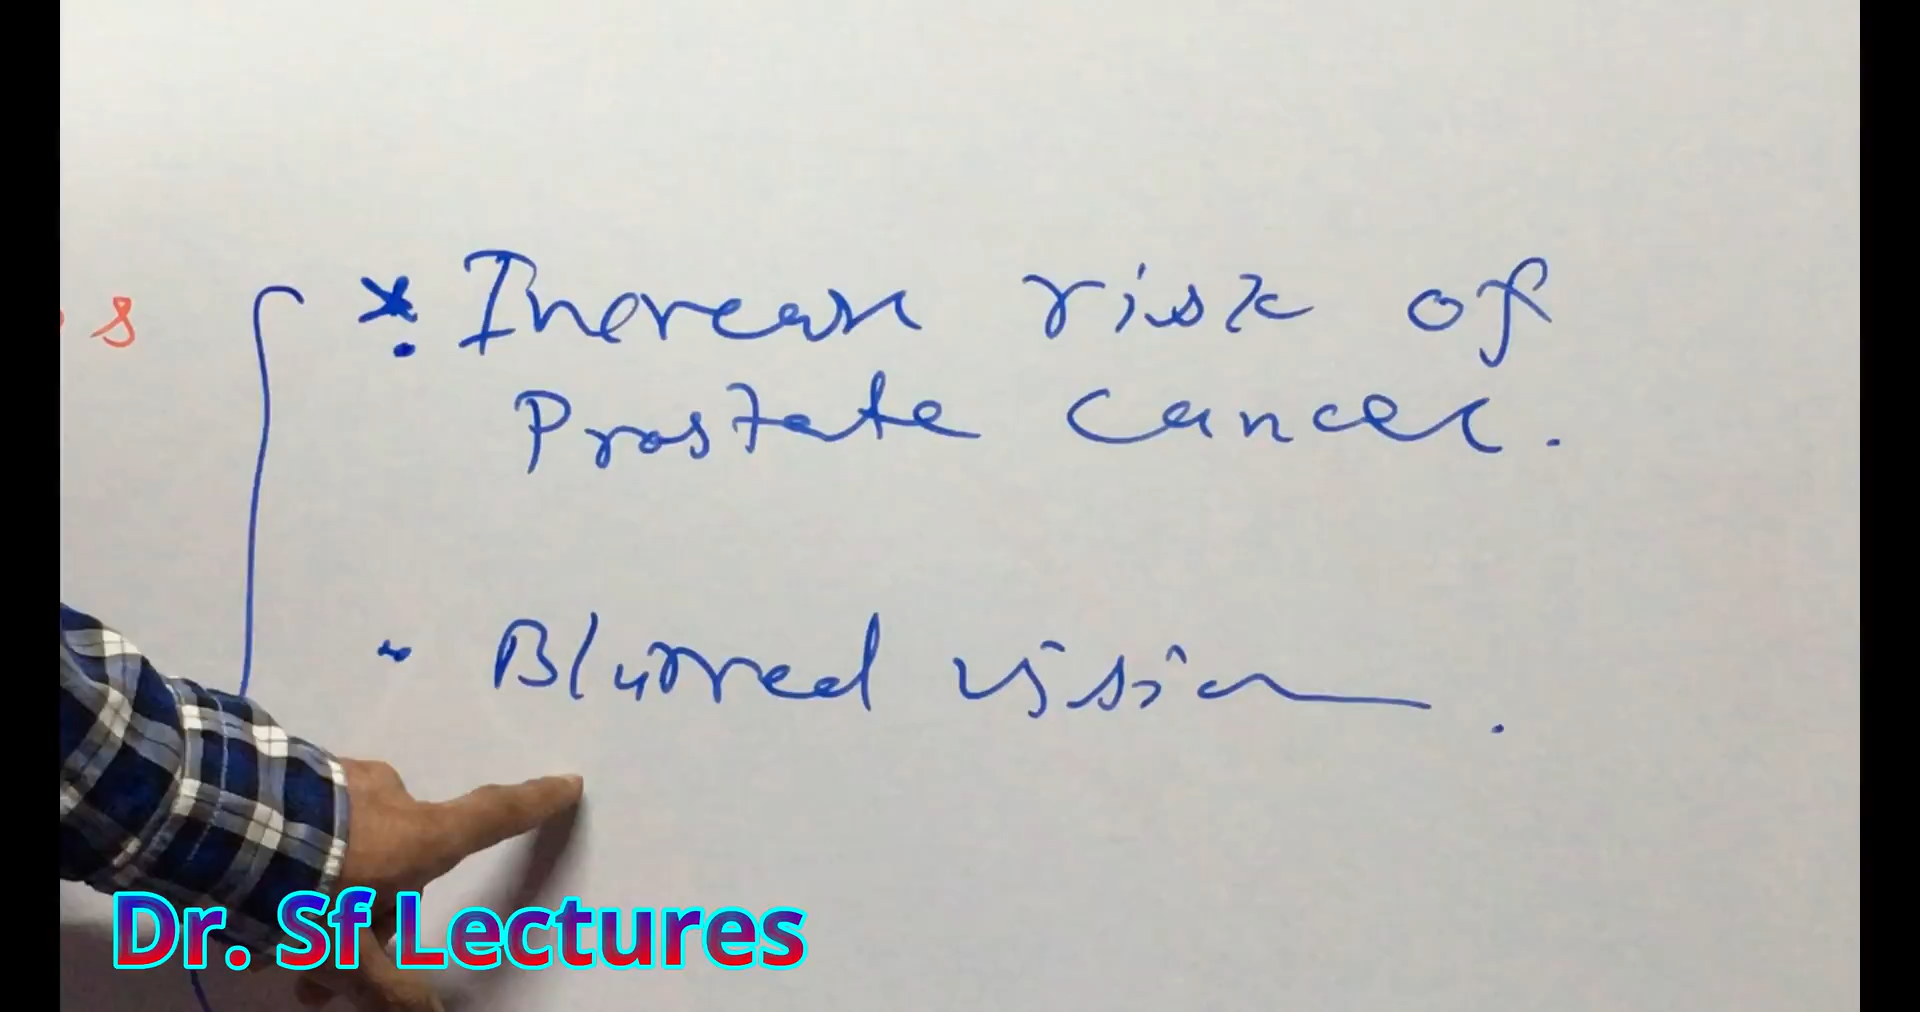 s
* Increase risk of
Prostate cancer.
Blurred vision.
Dr. Sf Lectures